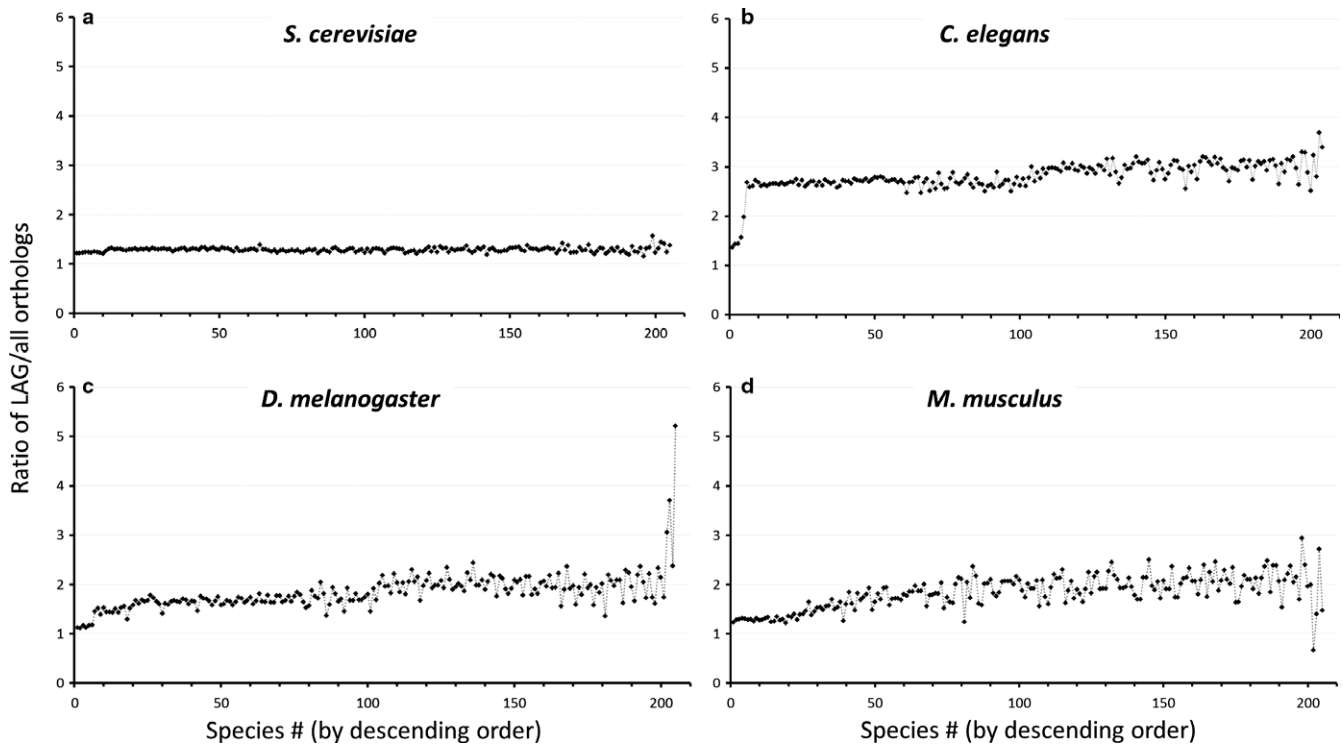 a
S. cerevisiae
6
5
4
3
2
1
0
0 50 100 150 200
b
C. elegans
6
5
4
3
2
1
0
0 50 100 150 200
Ratio of LAG/all orthologs
c
D. melanogaster
6
5
4
3
2
1
0
0 50 100 150 200
Species # (by descending order)
d
M. musculus
6
5
4
3
2
1
0
0 50 100 150 200
Species # (by descending order)